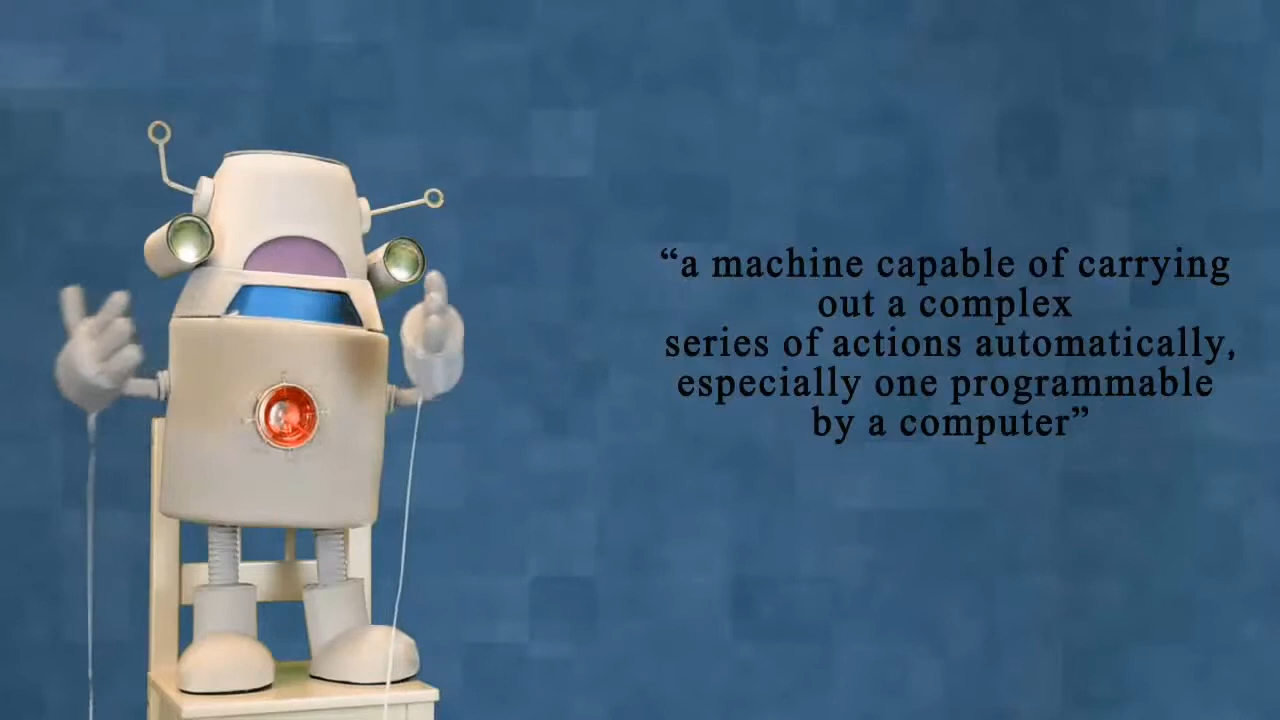 “a machine capable of carrying
out a complex
series of actions automatically,
especially one programmable
by a computer”